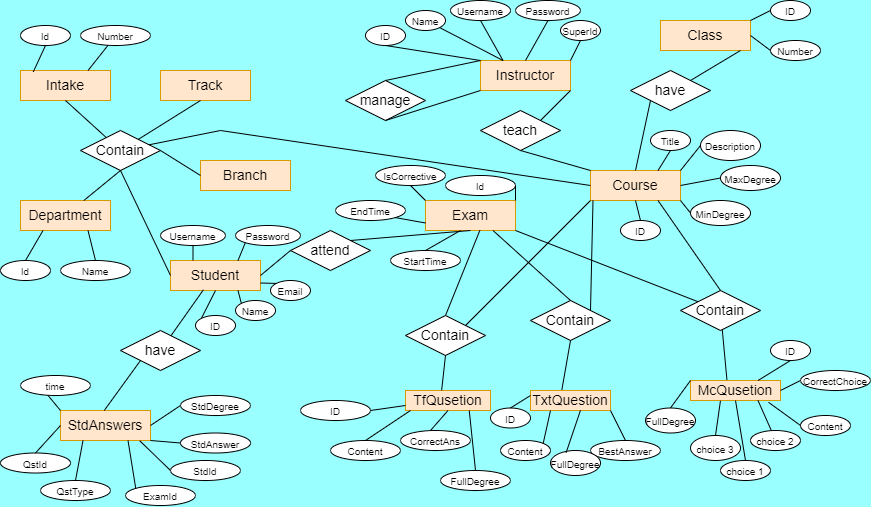 ID
Username
Password
Name
SuperId
Id
Number
ID
Class
Number
Intake
Track
Instructor
have
manage
teach
Contain
Title
Description
IsCorrective
Id
MaxDegree
Branch
Course
EndTime
Exam
MinDegree
Department
Username
Password
ID
attend
StartTime
Id
Name
Student
Email
Name
ID
Contain
Contain
Contain
have
ID
time
CorrectChoice
McQusetion
TfQusetion
TxtQuestion
StdDegree
ID
ID
FullDegree
Content
StdAnswers
StdAnswer
Content
CorrectAns
Content
BestAnswer
choice 3
choice 2
QstId
StdId
FullDegree
choice 1
FullDegree
QstType
ExamId